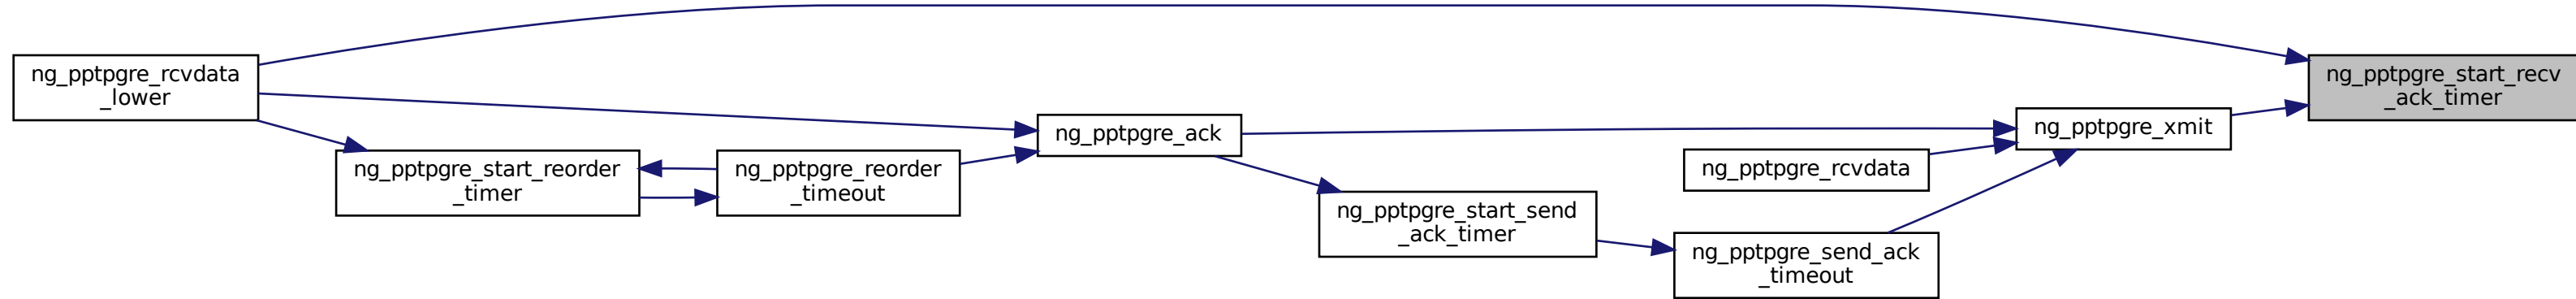 ng_pptpgre_rcvdata
_lower
ng_pptpgre_start_reorder
_timer
ng_pptpgre_reorder
_timeout
ng_pptpgre_ack
ng_pptpgre_start_send
_ack_timer
ng_pptpgre_rcvdata
ng_pptpgre_send_ack
_timeout
ng_pptpgre_xmit
ng_pptpgre_start_recv
_ack_timer